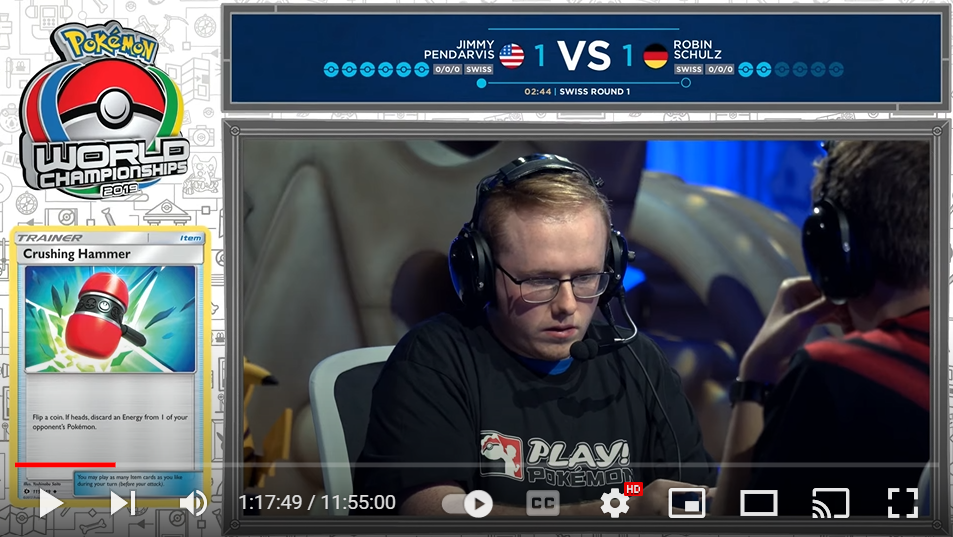 Pokémon
WORLD
CHAMPIONSHIPS
2019
JIMMY
PENDARVIS
0/0/0 SWISS
1 VS 1
ROBIN
SCHULZ
SWISS 0/0/0
02:44 | SWISS ROUND 1
TRAINER
Item
Crushing Hammer
Flip a coin. If heads, discard an Energy from 1 of your
opponent's Pokémon.
You may play as many Item cards as you like
during your turn (before your attack).
PLAY!
POKÉMON
1:17:49 / 11:55:00
CC
HD